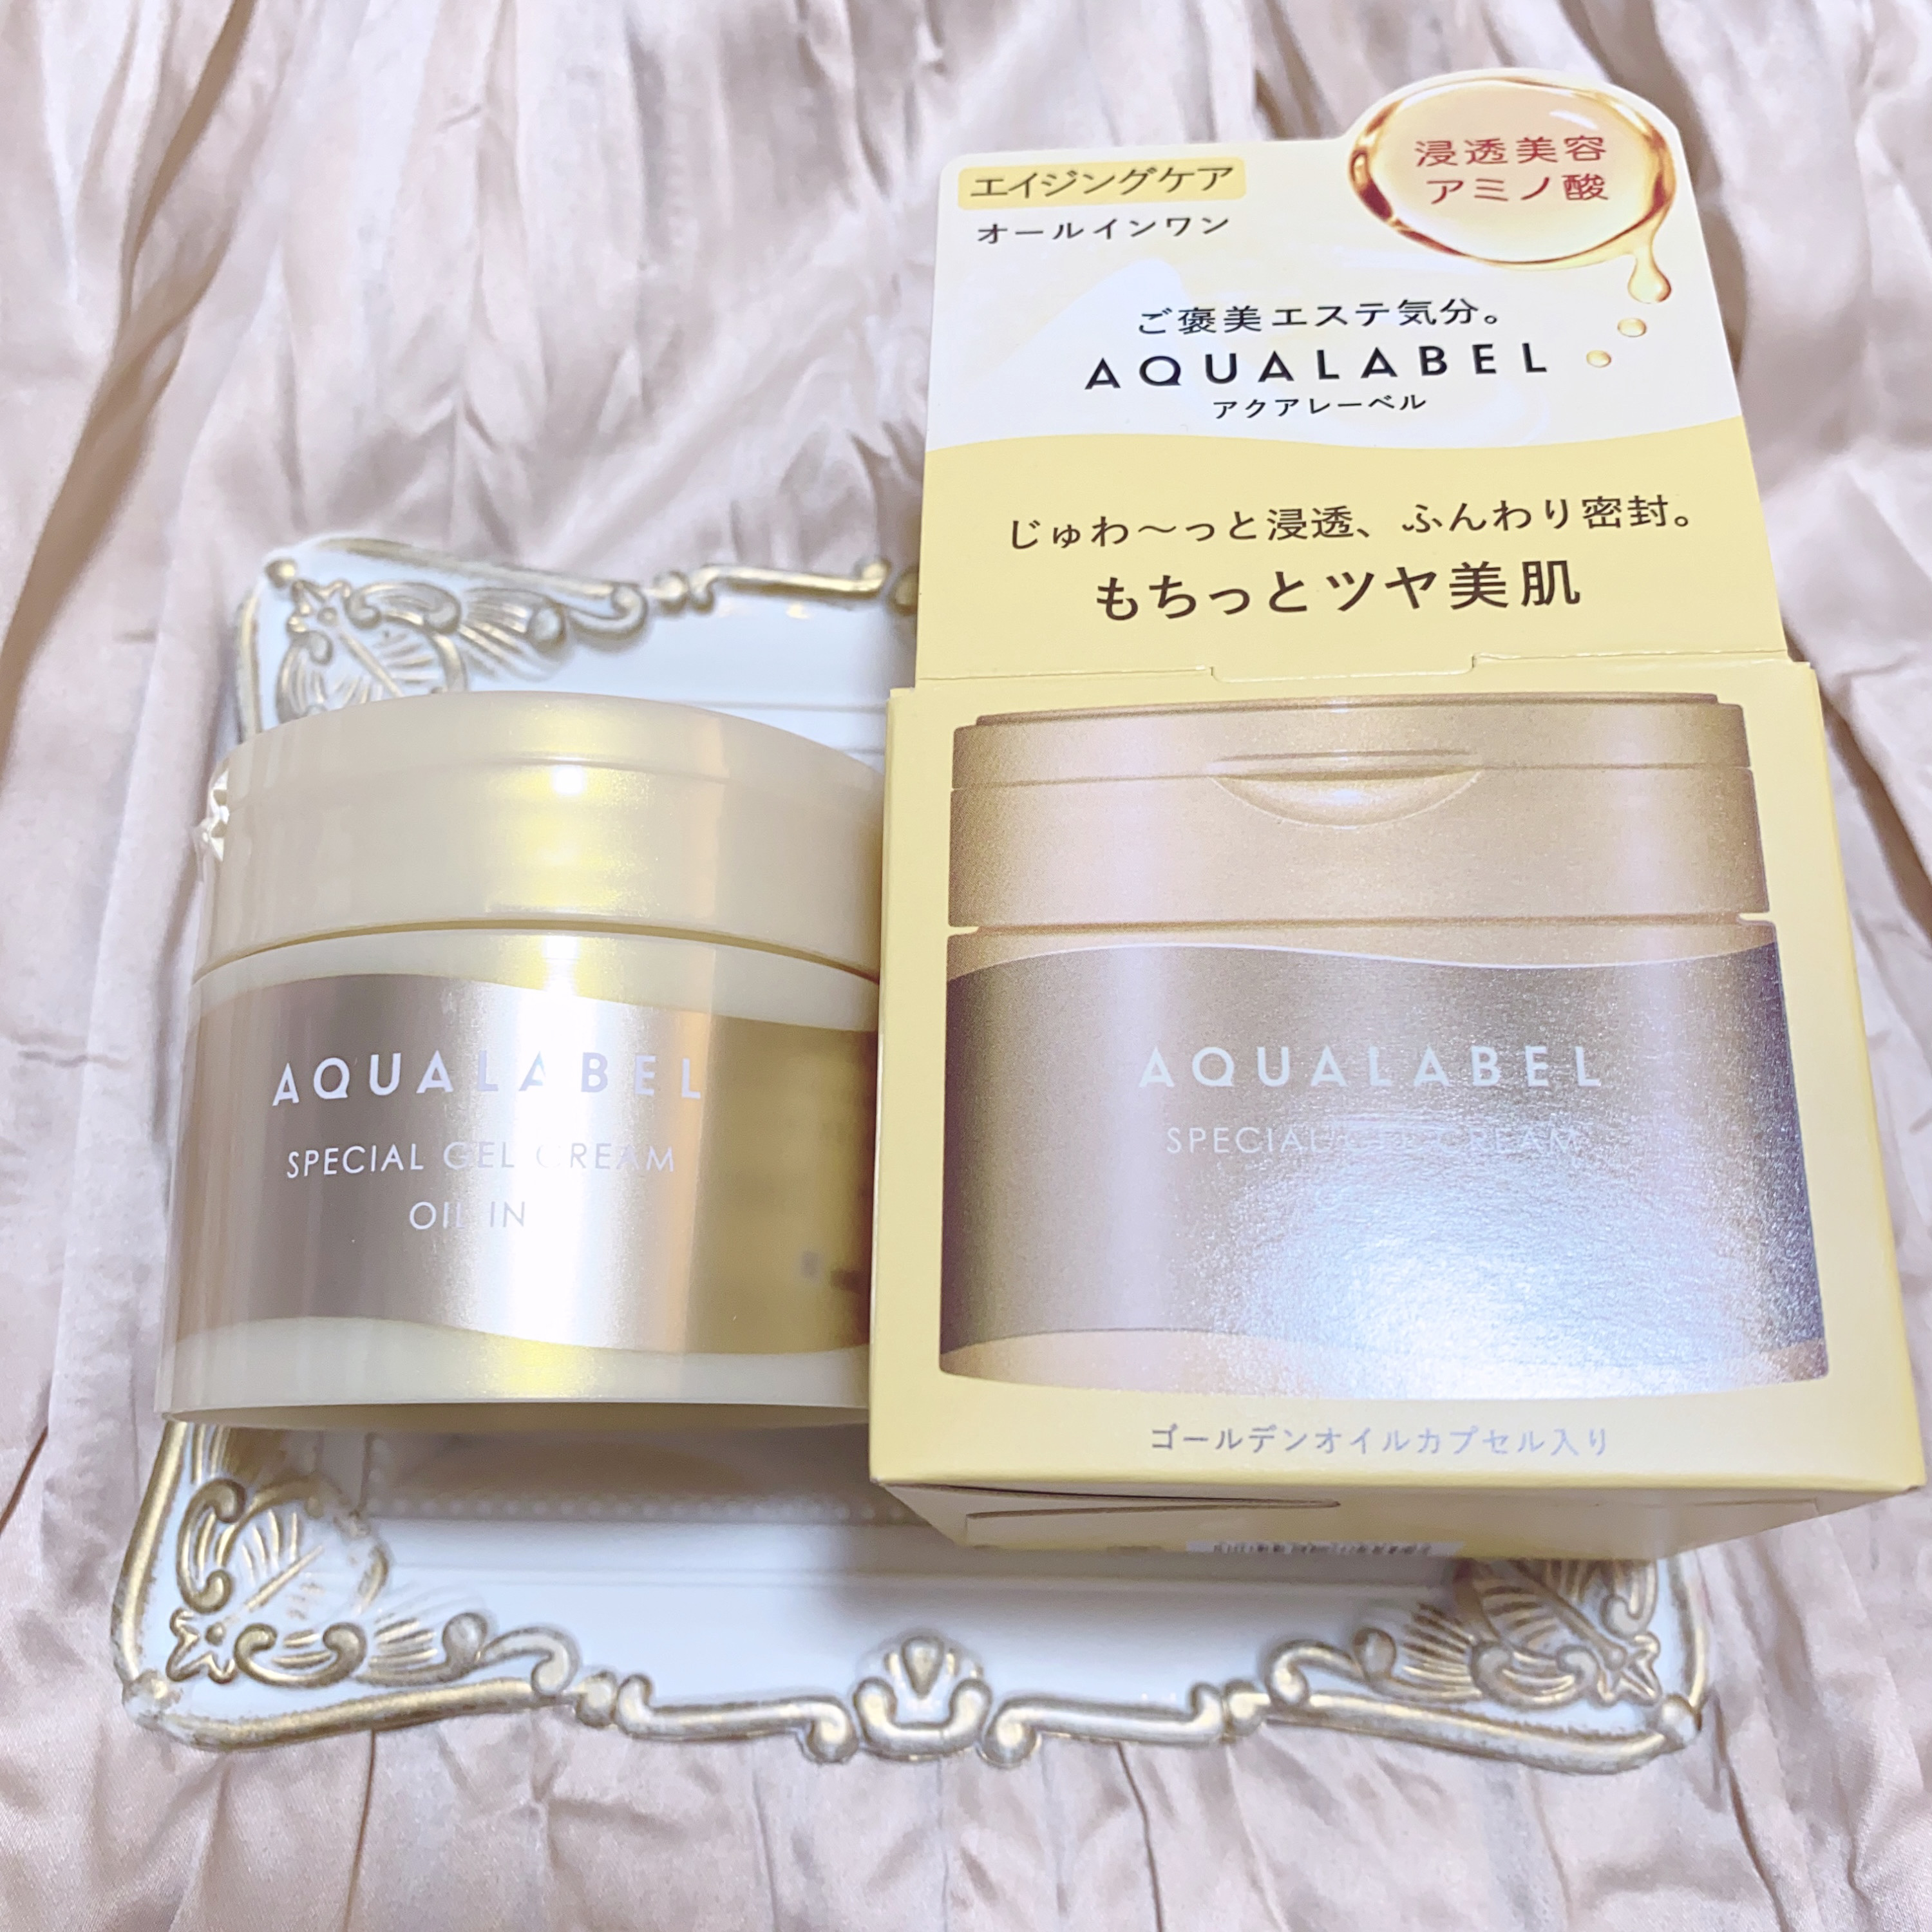 エイジングケア
オールインワン
浸透美容
アミノ酸
ご褒美エステ気分。
AQUALABEL
アクアレーベル
じゅわ〜っと浸透、ふんわり密封。
もちっとツヤ美肌
AQUALABEL
SPECIAL GEL CREAM
ゴールデンオイルカプセル入り
AQUALABEL
SPECIAL GEL CREAM
OIL IN